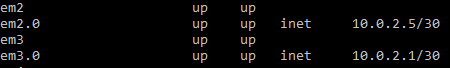 em2 up up
em2.0 up up inet 10.0.2.5/30
em3 up up
em3.0 up up inet 10.0.2.1/30